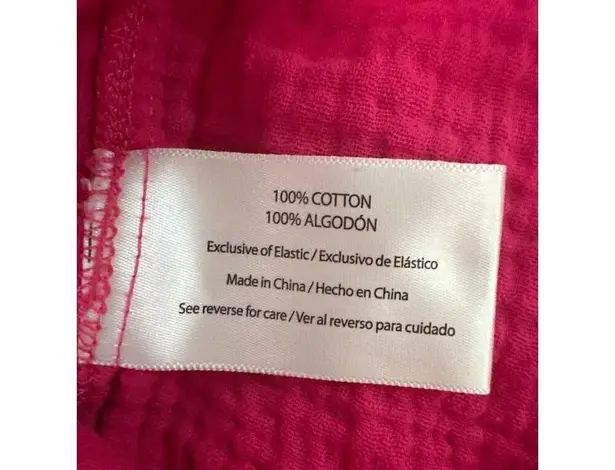 100% COTTON
100% ALGODÓN
Exclusive of Elastic / Exclusivo de Elástico
Made in China / Hecho en China
See reverse for care / Ver al reverso para cuidado